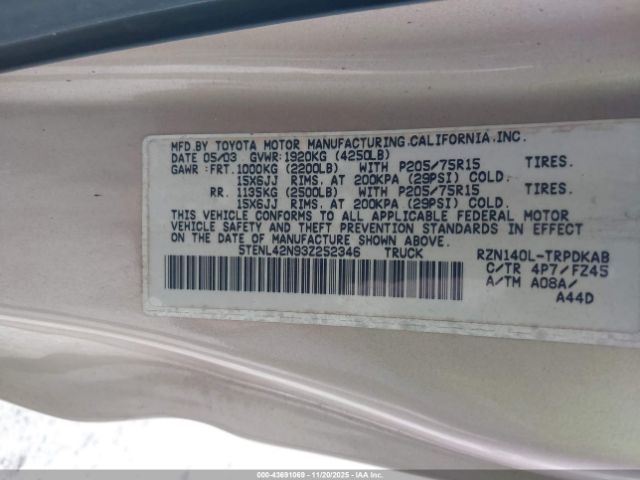 MFD.BY TOYOTA MOTOR MANUFACTURING.CALIFORNIA.INC.
DATE 05/03 GVWR:1920KG (4250LB)
GAWR:FRT.1000KG (2200LB) WITH P205/75R15 TIRES.
15X6JJ RIMS. AT 200KPA (29PSI) COLD.
RR. 1135KG (2500LB) WITH P205/75R15 TIRES.
15X6JJ RIMS. AT 200KPA (29PSI) COLD.
THIS VEHICLE CONFORMS TO ALL APPLICABLE FEDERAL MOTOR
VEHICLE SAFETY AND THEFT PREVENTION STANDARDS IN EFFECT
ON THE DATE OF MANUFACTURE SHOWN ABOVE.
5TENL42N93Z252346 TRUCK RZN140L-TRPDKAB
C/TR 4P7/FZ45
A/TM A08A/
A44D
000-43691069 - 11/20/2025 - IAAI.com